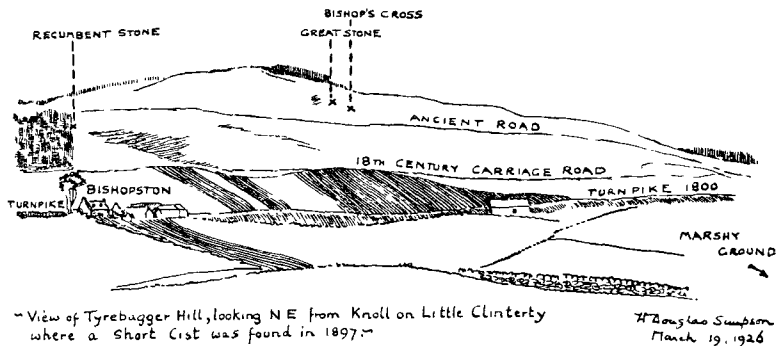 BISHOP'S CROSS
RECUMBENT STONE
GREAT STONE
ANCIENT ROAD
18TH CENTURY CARRIAGE ROAD
BISHOPSTON
TURNPIKE 1800
TURNPIKE
MARSHY
GROUND
~ View of Tyrebagger Hill, looking NE from Knoll on Little Clinterty
where a Short Cist was found in 1897.~
W Douglas Simpson
March 19, 1926